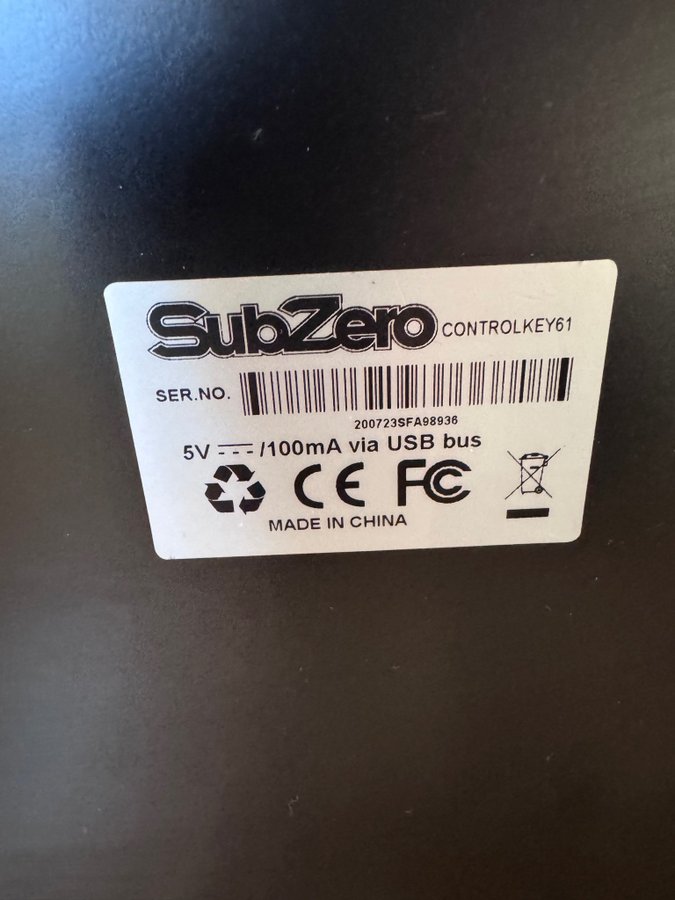 SubZero CONTROLKEY61
SER.NO.
200723SFA98936
5V ⎓ /100mA via USB bus
CE FC
MADE IN CHINA